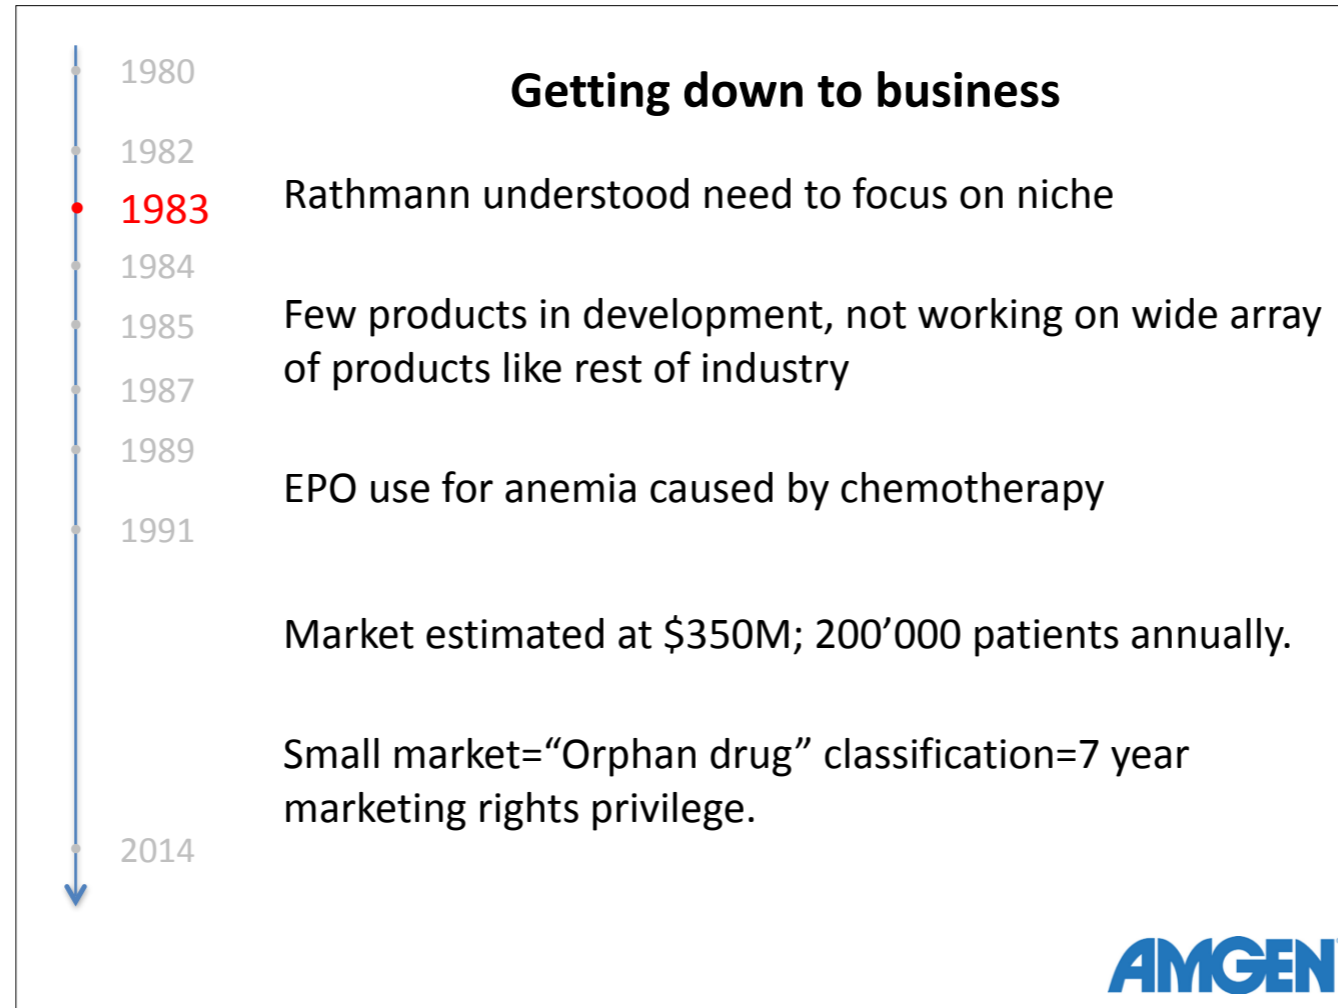 1980
1982
1983
1984
1985
1987
1989
1991
2014
Getting down to business
Rathmann understood need to focus on niche
Few products in development, not working on wide array
of products like rest of industry
EPO use for anemia caused by chemotherapy
Market estimated at $350M; 200’000 patients annually.
Small market=“Orphan drug” classification=7 year
marketing rights privilege.
AMGEN